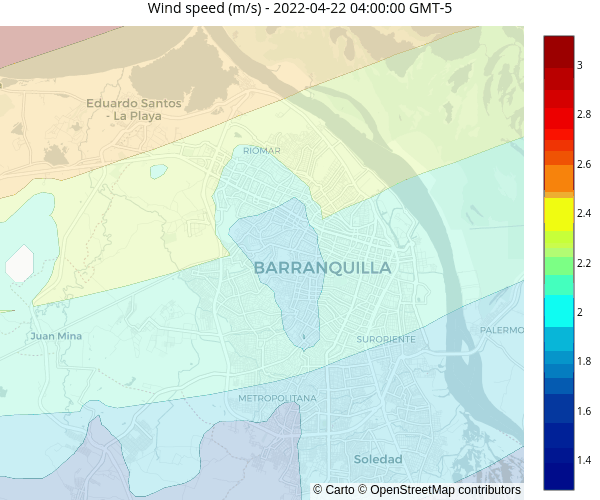 Wind speed (m/s) - 2022-04-22 04:00:00 GMT-5
Eduardo Santos
- La Playa
RIOMAR
BARRANQUILLA
Juan Mina
SURORIENTE
PALERMO
METROPOLITANA
Soledad
© Carto © OpenStreetMap contributors
3
2.8
2.6
2.4
2.2
2
1.8
1.6
1.4